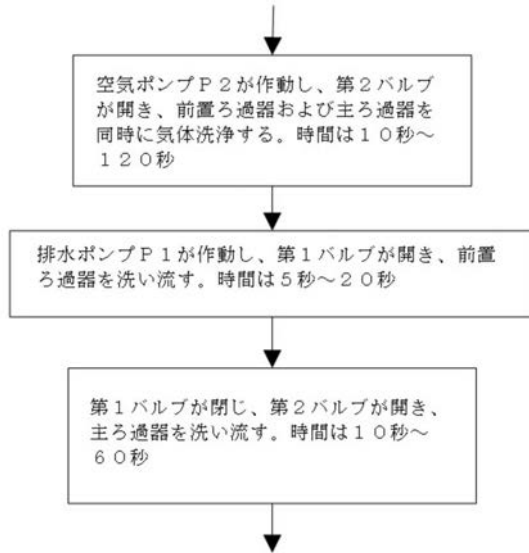 空気ポンプＰ２が作動し、第２バルブ
が開き、前置ろ過器および主ろ過器を
同時に気体洗浄する。時間は１０秒～
１２０秒
排水ポンプＰ１が作動し、第１バルブが開き、前置
ろ過器を洗い流す。時間は５秒～２０秒
第１バルブが閉じ、第２バルブが開き、
主ろ過器を洗い流す。時間は１０秒～
６０秒